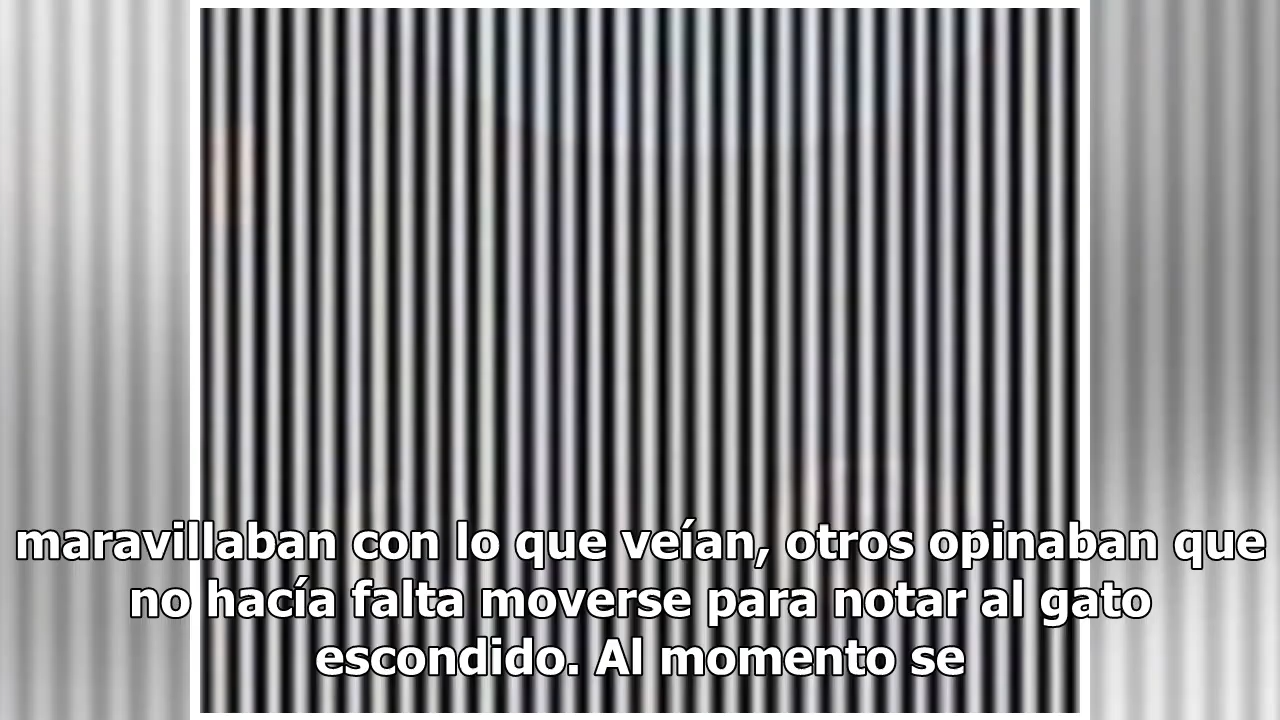 maravillaban con lo que veían, otros opinaban que
no hacía falta moverse para notar al gato
escondido. Al momento se